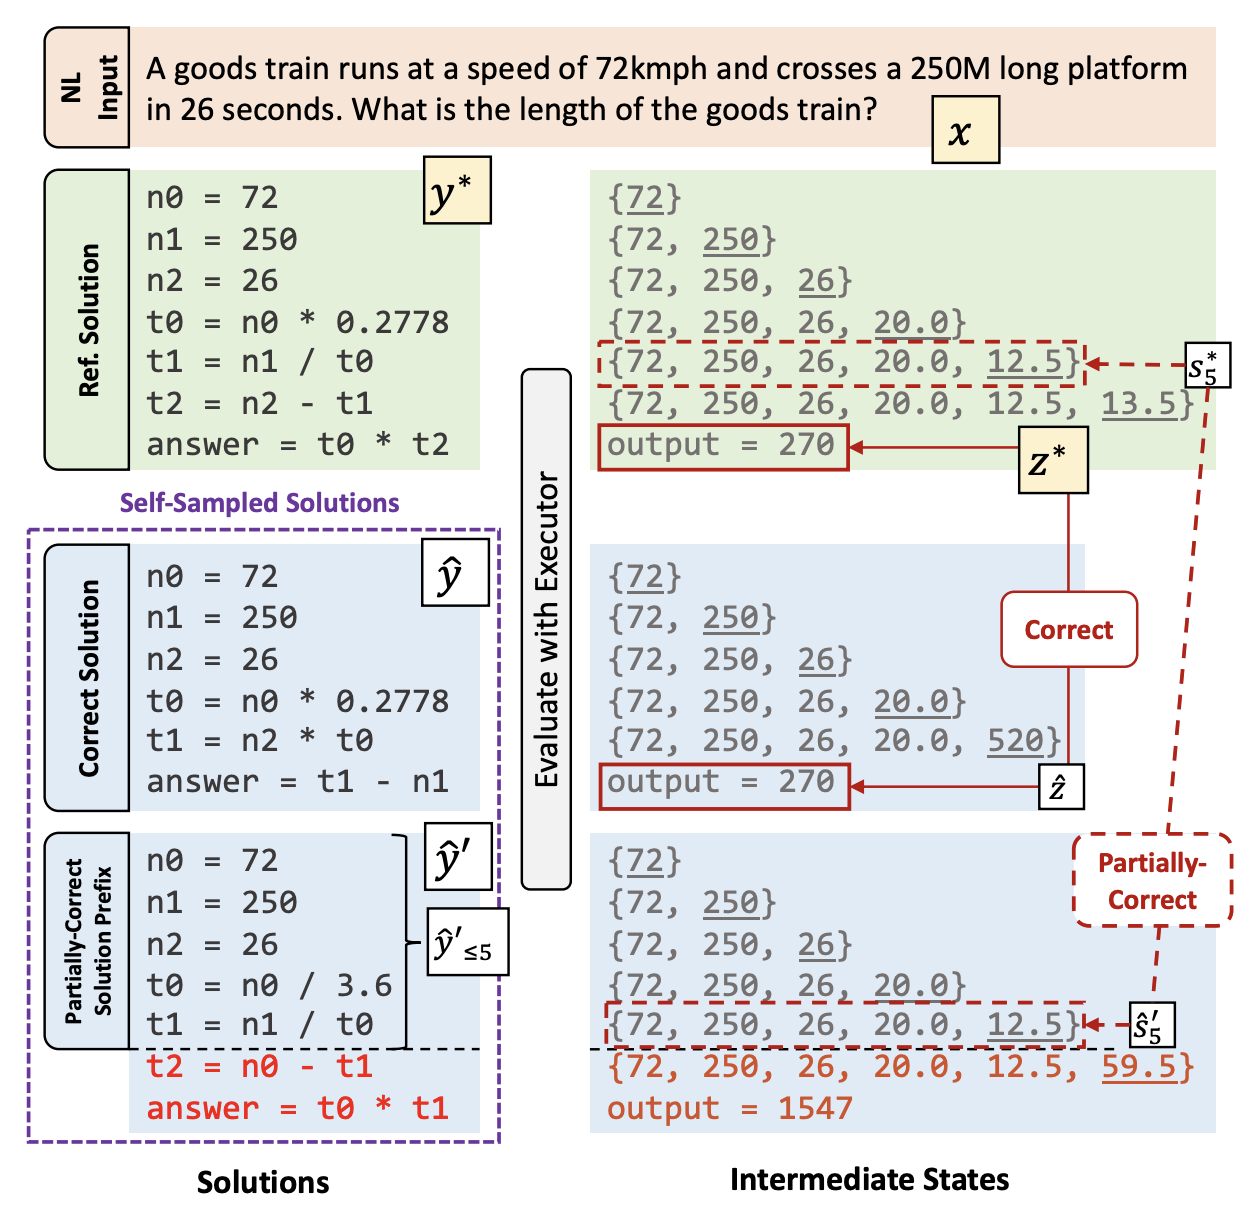 NL Input
A goods train runs at a speed of 72kmph and crosses a 250M long platform
in 26 seconds. What is the length of the goods train?
x
Ref. Solution
y*
n0 = 72
n1 = 250
n2 = 26
t0 = n0 * 0.2778
t1 = n1 / t0
t2 = n2 - t1
answer = t0 * t2
{72}
{72, 250}
{72, 250, 26}
{72, 250, 26, 20.0}
{72, 250, 26, 20.0, 12.5}
s*5
{72, 250, 26, 20.0, 12.5, 13.5}
output = 270
z*
Evaluate with Executor
Self-Sampled Solutions
Correct Solution
ŷ
n0 = 72
n1 = 250
n2 = 26
t0 = n0 * 0.2778
t1 = n2 * t0
answer = t1 - n1
{72}
{72, 250}
{72, 250, 26}
{72, 250, 26, 20.0}
{72, 250, 26, 20.0, 520}
output = 270
Correct
ẑ
Partially-Correct
Solution Prefix
ŷ′
n0 = 72
n1 = 250
n2 = 26
t0 = n0 / 3.6
t1 = n1 / t0
ŷ′≤5
t2 = n0 - t1
answer = t0 * t1
{72}
{72, 250}
{72, 250, 26}
{72, 250, 26, 20.0}
{72, 250, 26, 20.0, 12.5}
ŝ′5
{72, 250, 26, 20.0, 12.5, 59.5}
output = 1547
Partially-
Correct
Solutions
Intermediate States